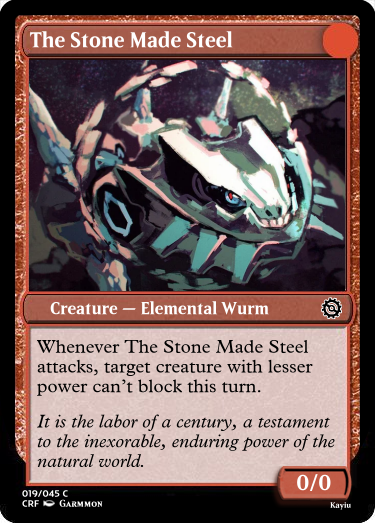 The Stone Made Steel
Creature — Elemental Wurm
Whenever The Stone Made Steel
attacks, target creature with lesser
power can't block this turn.
It is the labor of a century, a testament
to the inexorable, enduring power of the
natural world.
0/0
019/045 C
CRF Garmmon
Kayiu